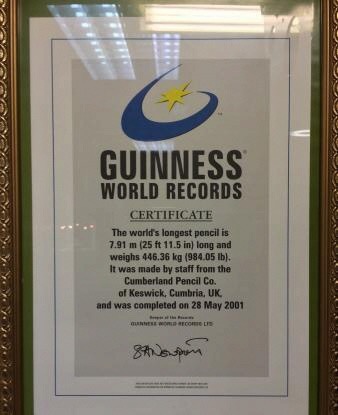 GUINNESS®
WORLD RECORDS
CERTIFICATE
The world's longest pencil is
7.91 m (25 ft 11.5 in) long and
weighs 446.36 kg (984.05 lb).
It was made by staff from the
Cumberland Pencil Co.
of Keswick, Cumbria, UK,
and was completed on 28 May 2001
Keeper of the Records
GUINNESS WORLD RECORDS LTD